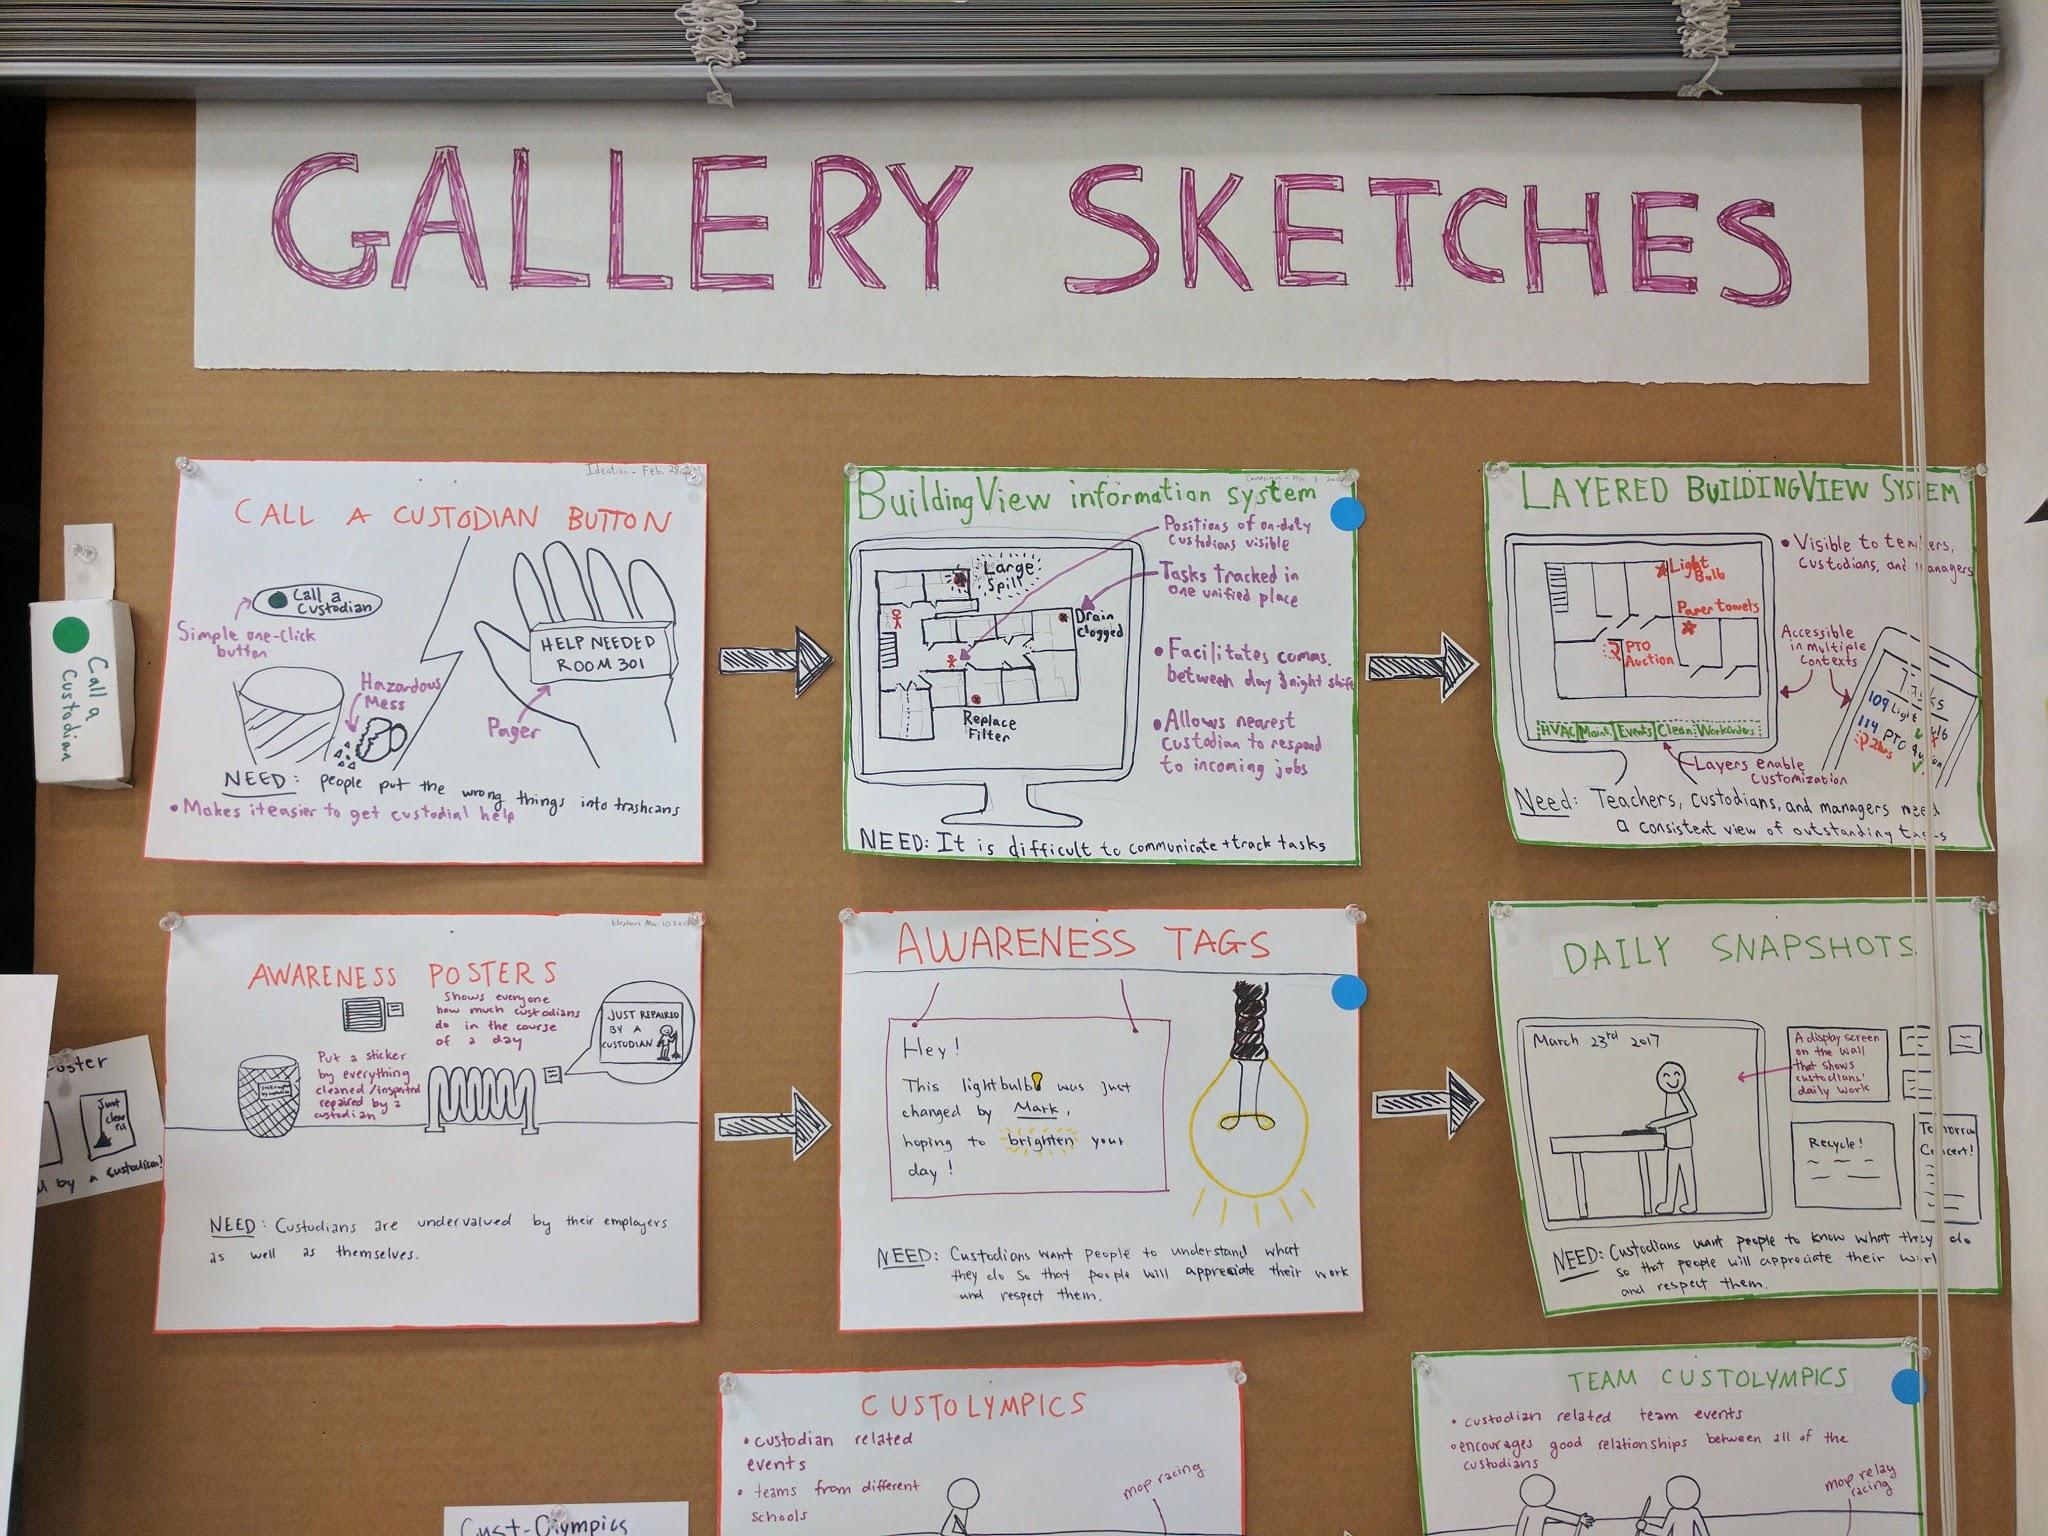 GALLERY SKETCHES
Call a
Custodian
Ideation - Feb. 28
CALL A CUSTODIAN BUTTON
Call a
Custodian
Simple one-click
button
Hazardous
Mess
HELP NEEDED
ROOM 301
Pager
NEED: people put the wrong things into trashcans
• Makes it easier to get custodial help
BuildingView information system
Positions of on-duty
custodians visible
Large
Spill
Tasks tracked in
one unified place
Drain
Clogged
• Facilitates comms.
between day & night shift
Replace
Filter
• Allows nearest
custodian to respond
to incoming jobs
NEED: It is difficult to communicate + track tasks
LAYERED BUILDINGVIEW SYSTEM
• Visible to teachers,
custodians, and managers
Light
Bulb
Paper towels
PTO
Auction
Accessible
in Multiple
Contexts
Tasks
109 Light
114 PTO
2hrs
HVAC Maint. Events Clean Workorders
Layers enable
customization
Need: Teachers, custodians, and managers need
a consistent view of outstanding tasks
Poster
Just
clean
ed
by a custodian!
Ideation Mar. 10 2017
AWARENESS POSTERS
Shows everyone
how much custodians
do in the course
of a day
JUST REPAIRED
BY A
CUSTODIAN
Put a sticker
by everything
cleaned/inspected
repaired by a
custodian
NEED: Custodians are undervalued by their employers
as well as themselves.
AWARENESS TAGS
Hey!
This lightbulb was just
changed by Mark,
hoping to brighten your
day!
NEED: Custodians want people to understand what
they do so that people will appreciate their work
and respect them.
DAILY SNAPSHOTS
March 23rd 2017
A display screen
on the wall
that shows
custodians'
daily work
Recycle!
Tomorrow
Concert!
NEED: Custodians want people to know what they do
so that people will appreciate their work
and respect them.
Cust-Olympics
CUSTOLYMPICS
• custodian related
events
• teams from different
schools
mop racing
TEAM CUSTOLYMPICS
• custodian related team events
• encourages good relationships between all of the
custodians
mop relay
racing